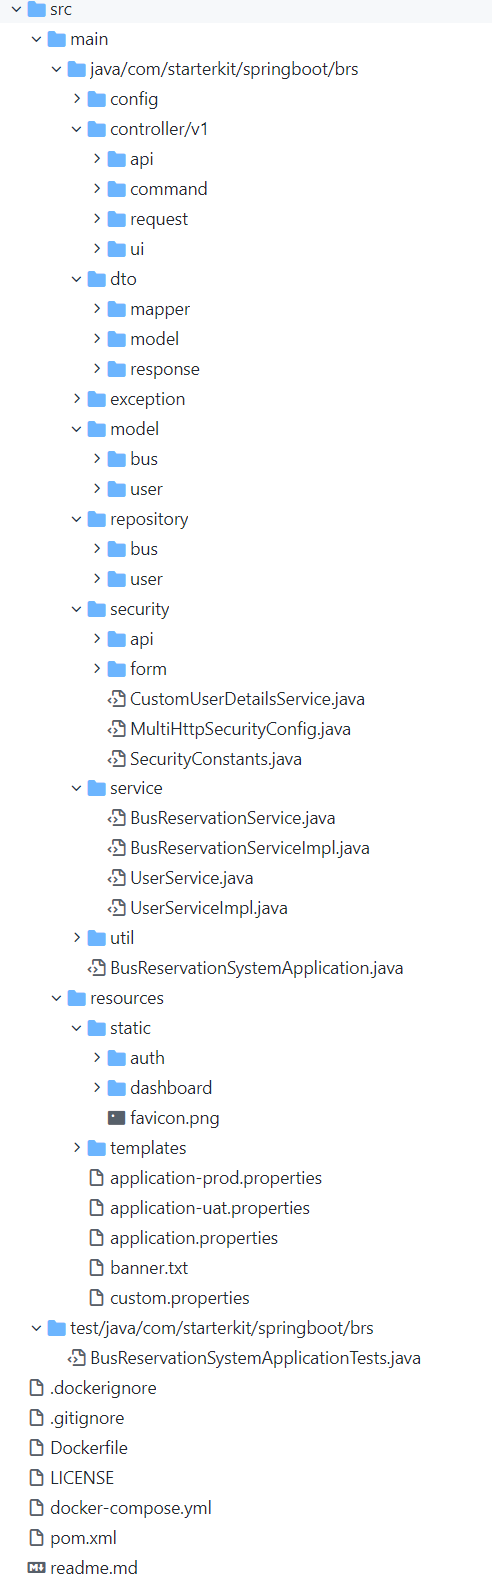 src
main
java/com/starterkit/springboot/brs
config
controller/v1
api
command
request
ui
dto
mapper
model
response
exception
model
bus
user
repository
bus
user
security
api
form
CustomUserDetailsService.java
MultiHttpSecurityConfig.java
SecurityConstants.java
service
BusReservationService.java
BusReservationServiceImpl.java
UserService.java
UserServiceImpl.java
util
BusReservationSystemApplication.java
resources
static
auth
dashboard
favicon.png
templates
application-prod.properties
application-uat.properties
application.properties
banner.txt
custom.properties
test/java/com/starterkit/springboot/brs
BusReservationSystemApplicationTests.java
.dockerignore
.gitignore
Dockerfile
LICENSE
docker-compose.yml
pom.xml
readme.md